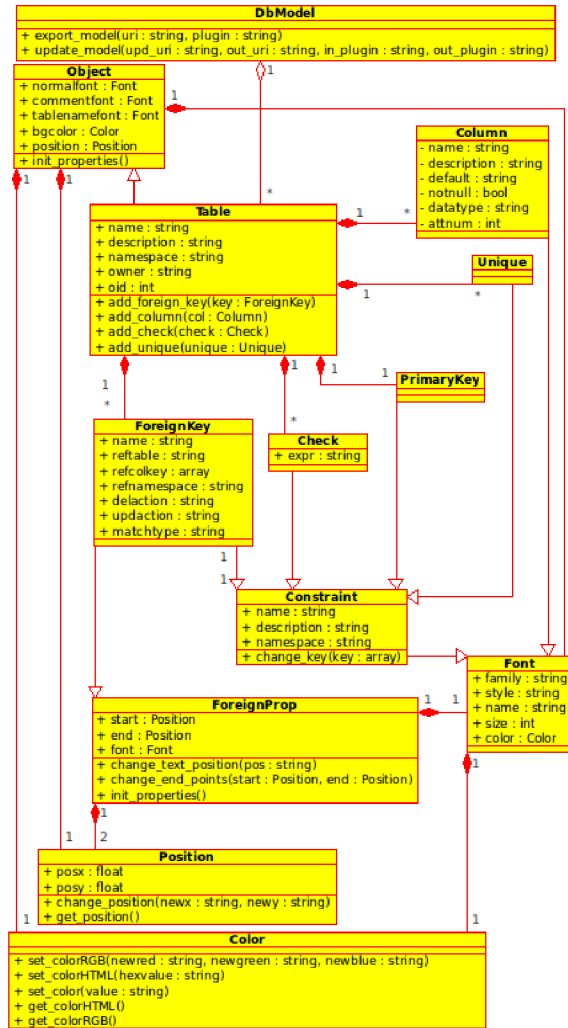 DbModel
+ export_model(uri : string, plugin : string)
+ update_model(upd_uri : string, out_uri : string, in_plugin : string, out_plugin : string)
1
Object
+ normalfont : Font
+ commentfont : Font
+ tablenamefont : Font
+ bgcolor : Color
+ position : Position
+ init_properties()
1
1
1
*
Column
- name : string
- description : string
- default : string
- notnull : bool
- datatype : string
- attnum : int
Table
+ name : string
+ description : string
+ namespace : string
+ owner : string
+ oid : int
+ add_foreign_key(key : ForeignKey)
+ add_column(col : Column)
+ add_check(check : Check)
+ add_unique(unique : Unique)
1
*
Unique
1
*
1
*
1
*
1
1
PrimaryKey
ForeignKey
+ name : string
+ reftable : string
+ refcolkey : array
+ refnamespace : string
+ delaction : string
+ updaction : string
+ matchtype : string
Check
+ expr : string
1
1
Constraint
+ name : string
+ description : string
+ namespace : string
+ change_key(key : array)
Font
+ family : string
+ style : string
+ name : string
+ size : int
+ color : Color
ForeignProp
+ start : Position
+ end : Position
+ font : Font
+ change_text_position(pos : string)
+ change_end_points(start : Position, end : Position)
+ init_properties()
1
1
1
1
2
1
Position
+ posx : float
+ posy : float
+ change_position(newx : string, newy : string)
+ get_position()
1
1
Color
+ set_colorRGB(newred : string, newgreen : string, newblue : string)
+ set_colorHTML(hexvalue : string)
+ set_color(value : string)
+ get_colorHTML()
+ get_colorRGB()